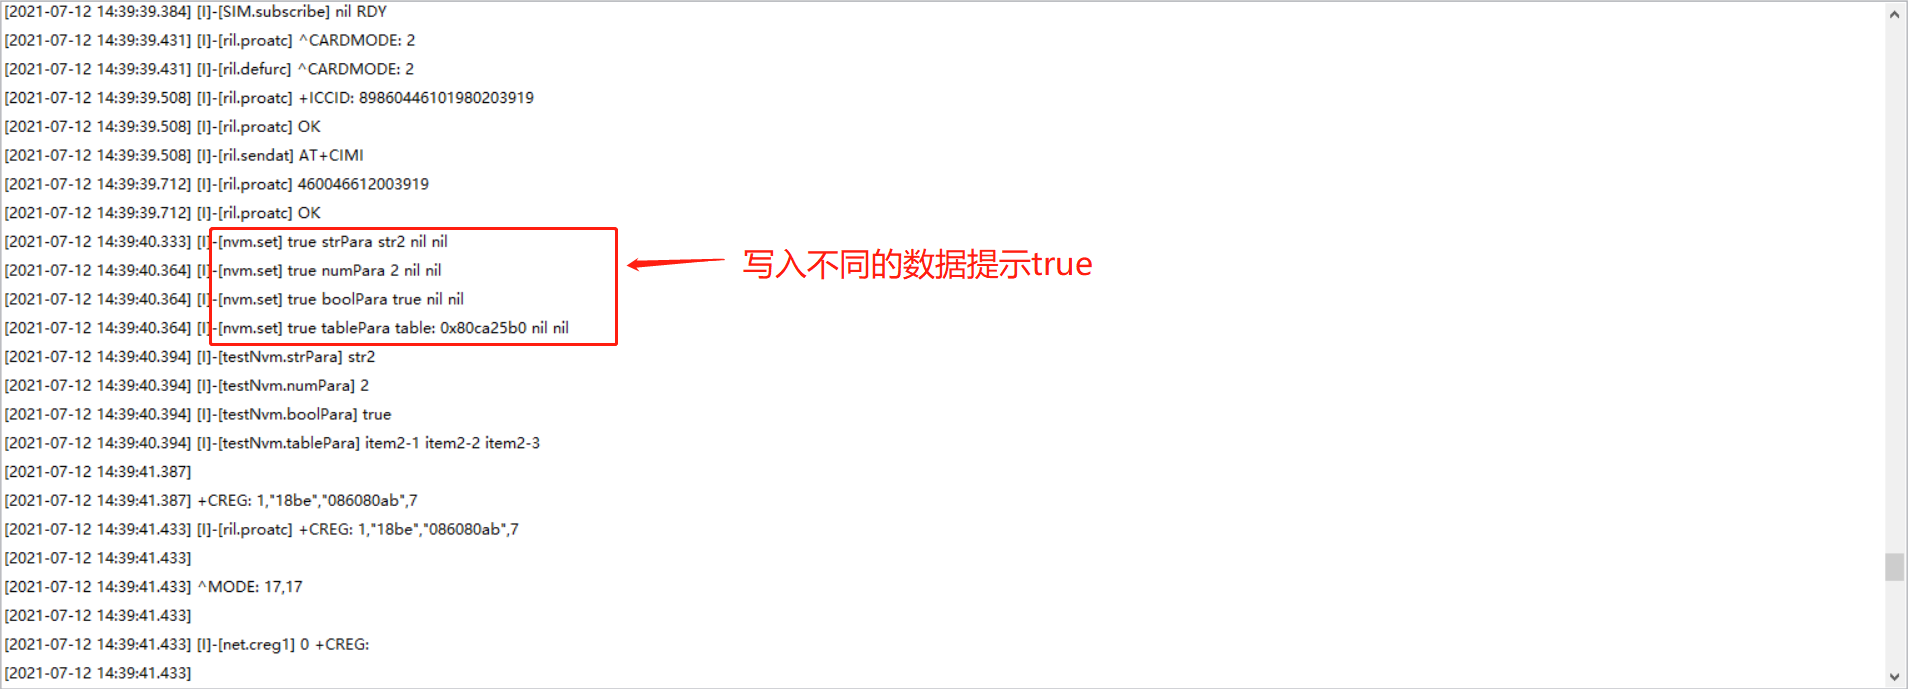 [2021-07-12 14:39:39.384] [I]-[SIM.subscribe] nil RDY
[2021-07-12 14:39:39.431] [I]-[ril.proatc] ^CARDMODE: 2
[2021-07-12 14:39:39.431] [I]-[ril.defurc] ^CARDMODE: 2
[2021-07-12 14:39:39.508] [I]-[ril.proatc] +ICCID: 89860446101980203919
[2021-07-12 14:39:39.508] [I]-[ril.proatc] OK
[2021-07-12 14:39:39.508] [I]-[ril.sendat] AT+CIMI
[2021-07-12 14:39:39.712] [I]-[ril.proatc] 460046612003919
[2021-07-12 14:39:39.712] [I]-[ril.proatc] OK
[2021-07-12 14:39:40.333] [I]-[nvm.set] true strPara str2 nil nil
[2021-07-12 14:39:40.364] [I]-[nvm.set] true numPara 2 nil nil
写入不同的数据提示true
[2021-07-12 14:39:40.364] [I]-[nvm.set] true boolPara true nil nil
[2021-07-12 14:39:40.364] [I]-[nvm.set] true tablePara table: 0x80ca25b0 nil nil
[2021-07-12 14:39:40.394] [I]-[testNvm.strPara] str2
[2021-07-12 14:39:40.394] [I]-[testNvm.numPara] 2
[2021-07-12 14:39:40.394] [I]-[testNvm.boolPara] true
[2021-07-12 14:39:40.394] [I]-[testNvm.tablePara] item2-1 item2-2 item2-3
[2021-07-12 14:39:41.387]
[2021-07-12 14:39:41.387] +CREG: 1,"18be","086080ab",7
[2021-07-12 14:39:41.433] [I]-[ril.proatc] +CREG: 1,"18be","086080ab",7
[2021-07-12 14:39:41.433]
[2021-07-12 14:39:41.433] ^MODE: 17,17
[2021-07-12 14:39:41.433]
[2021-07-12 14:39:41.433] [I]-[net.creg1] 0 +CREG:
[2021-07-12 14:39:41.433]